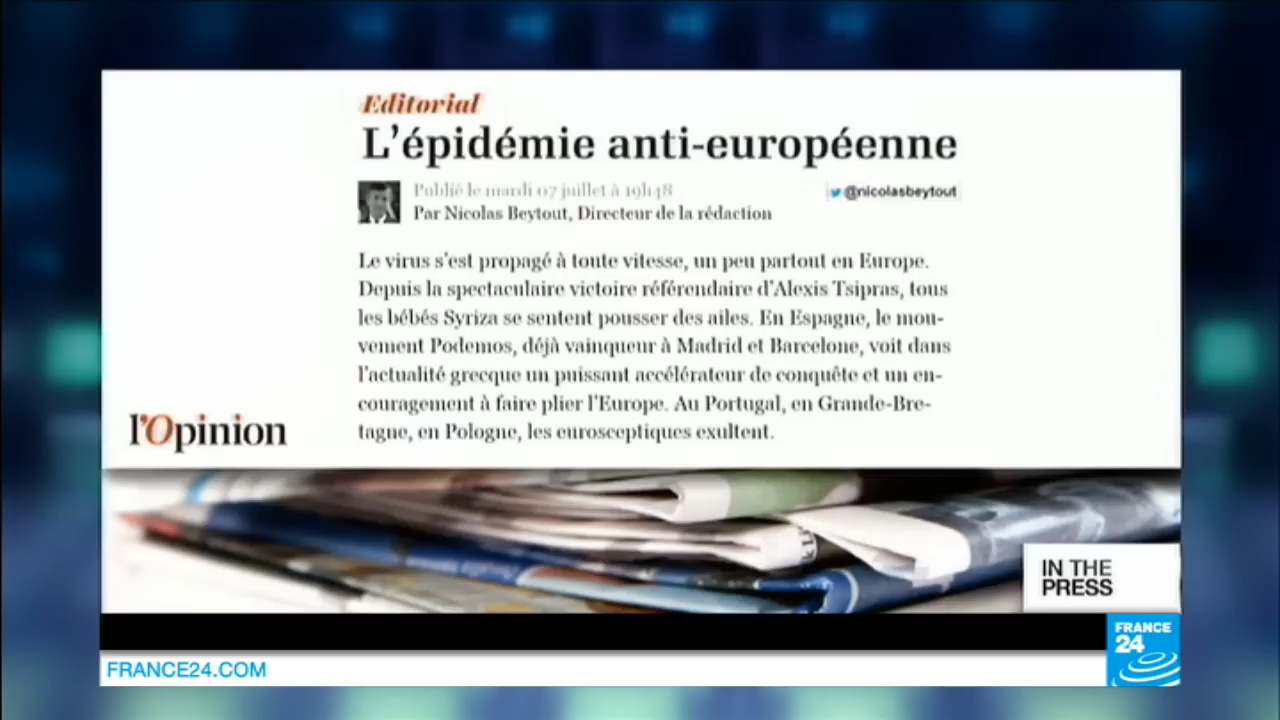 Editorial
L'épidémie anti-européenne
Publié le mardi 07 juillet à 19h48
@nicolasbeytout
Par Nicolas Beytout, Directeur de la rédaction
Le virus s'est propagé à toute vitesse, un peu partout en Europe.
Depuis la spectaculaire victoire référendaire d'Alexis Tsipras, tous
les bébés Syriza se sentent pousser des ailes. En Espagne, le mou-
vement Podemos, déjà vainqueur à Madrid et Barcelone, voit dans
l'actualité grecque un puissant accélérateur de conquête et un en-
couragement à faire plier l'Europe. Au Portugal, en Grande-Bre-
tagne, en Pologne, les eurosceptiques exultent.
l'Opinion
IN THE
PRESS
FRANCE
24
FRANCE24.COM